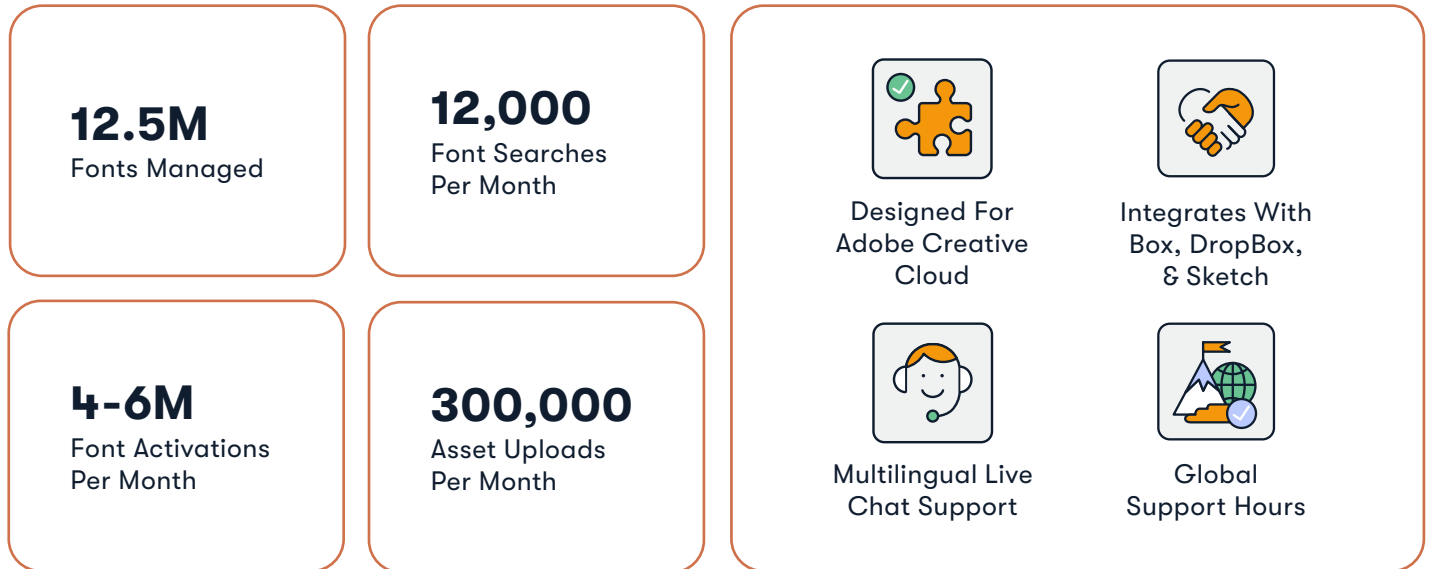 12.5M
Fonts Managed
12,000
Font Searches
Per Month
4-6M
Font Activations
Per Month
300,000
Asset Uploads
Per Month
Designed For
Adobe Creative
Cloud
Integrates With
Box, DropBox,
& Sketch
Multilingual Live
Chat Support
Global
Support Hours